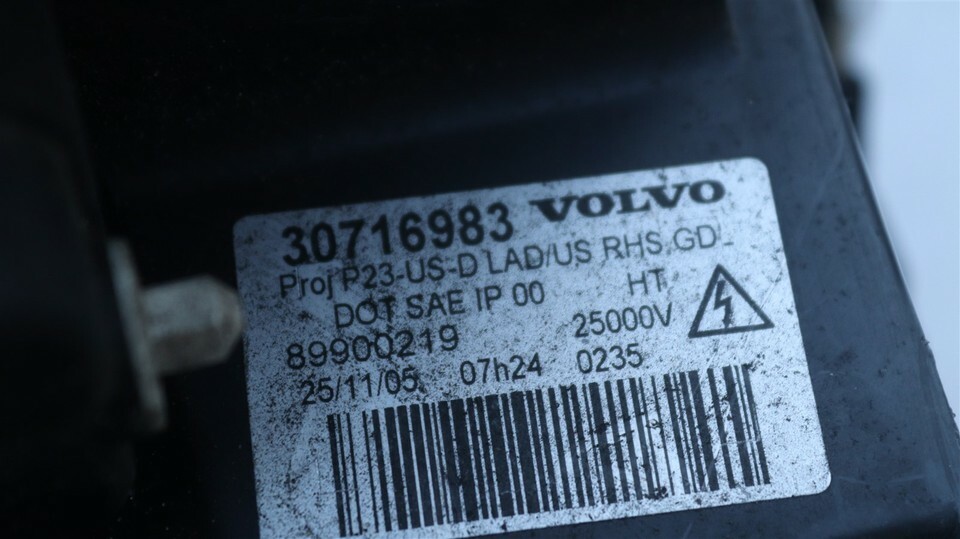 30716983 VOLVO
Proj P23-US-D LAD/US RHS GDL
DOT SAE IP 00 HT
89900219 25000V
25/11/05 07h24 0235